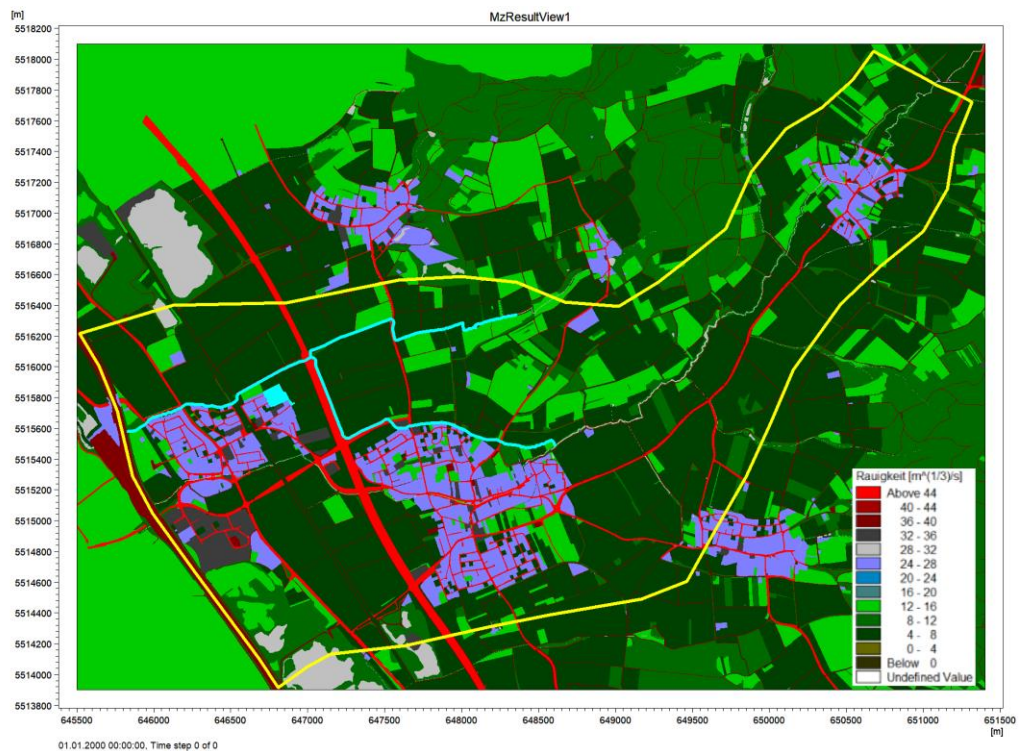 MzResultView1
[m]
5518200
5518000
5517800
5517600
5517400
5517200
5517000
5516800
5516600
5516400
5516200
5516000
5515800
5515600
5515400
5515200
5515000
5514800
5514600
5514400
5514200
5514000
5513800
Rauigkeit [m^(1/3)/s]
Above 44
40 - 44
36 - 40
32 - 36
28 - 32
24 - 28
20 - 24
16 - 20
12 - 16
8 - 12
4 - 8
0 - 4
Below 0
Undefined Value
645500 646000 646500 647000 647500 648000 648500 649000 649500 650000 650500 651000 651500
[m]
01.01.2000 00:00:00, Time step 0 of 0